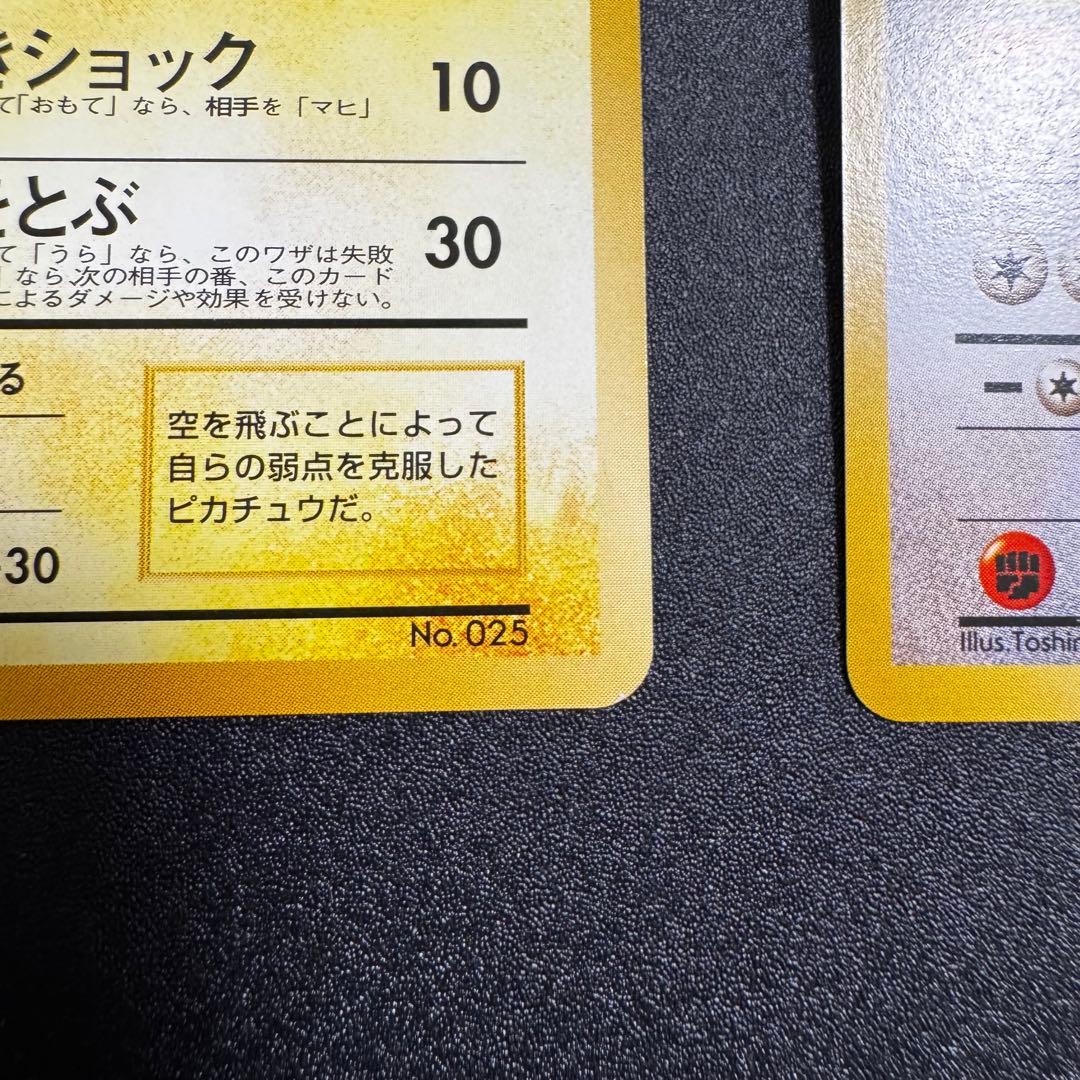 きショック 10
て「おもて」なら、相手を「マヒ」
とぶ 30
て「うら」なら、このワザは失敗
」なら、次の相手の番、このカード
によるダメージや効果を受けない。
る
空を飛ぶことによって
自らの弱点を克服した
ピカチュウだ。
-30
No. 025
Illus. Toshi